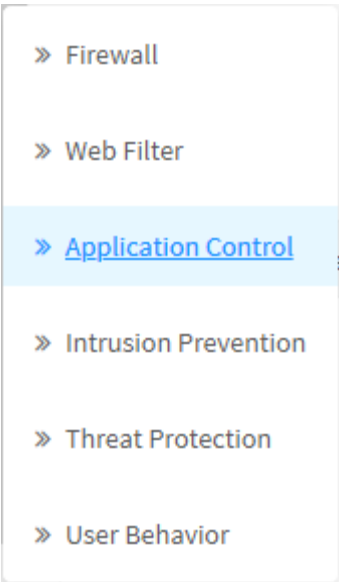 » Firewall
» Web Filter
» Application Control
» Intrusion Prevention
» Threat Protection
» User Behavior